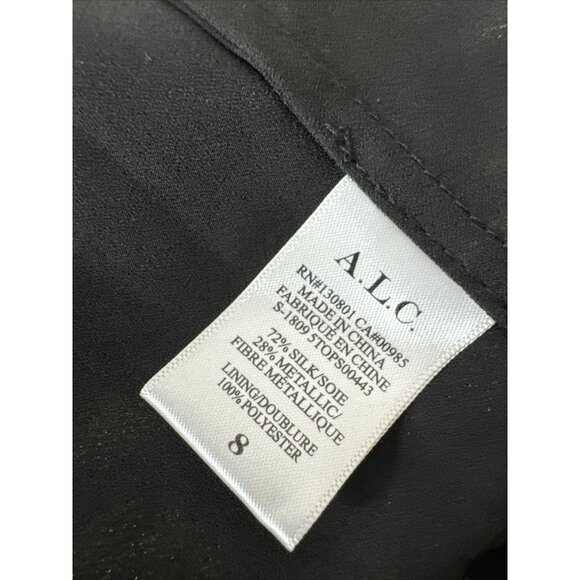 A.L.C.
RN#130801 CA#00985
MADE IN CHINA
FABRIQUE EN CHINE
S-1809 5TOPS00443
72% SILK/SOIE
28% METALLIC/
FIBRE METALLIQUE
LINING/DOUBLURE
100% POLYESTER
8